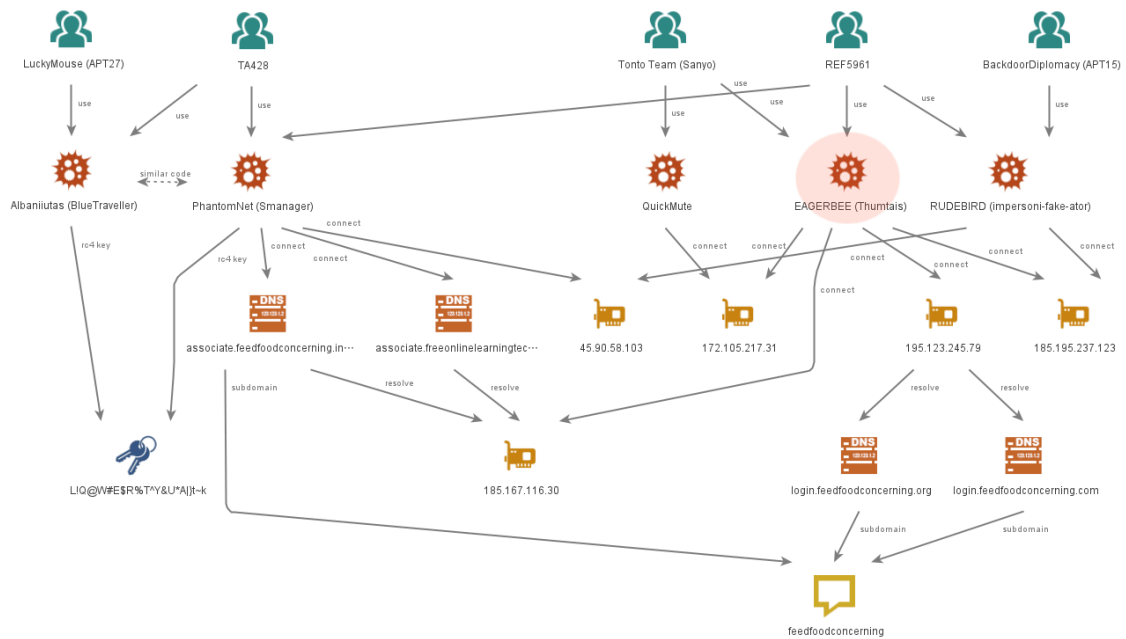 LuckyMouse (APT27)
TA428
Tonto Team (Sanyo)
REF5961
BackdoorDiplomacy (APT15)
use
use
use
use
use
use
use
use
use
similar code
Albaniiutas (BlueTraveller)
PhantomNet (Smanager)
QuickMute
EAGERBEE (Thumtais)
RUDEBIRD (impersoni-fake-ator)
rc4 key
rc4 key
connect
connect
connect
connect
connect
connect
connect
connect
connect
connect
DNS
DNS
associate.feedfoodconcerning.in···
associate.freeonlinelearningtec···
45.90.58.103
172.105.217.31
195.123.245.79
185.195.237.123
subdomain
resolve
resolve
resolve
resolve
DNS
DNS
L!Q@W#E$R%T^Y&U*A|}t~k
185.167.116.30
login.feedfoodconcerning.org
login.feedfoodconcerning.com
subdomain
subdomain
feedfoodconcerning